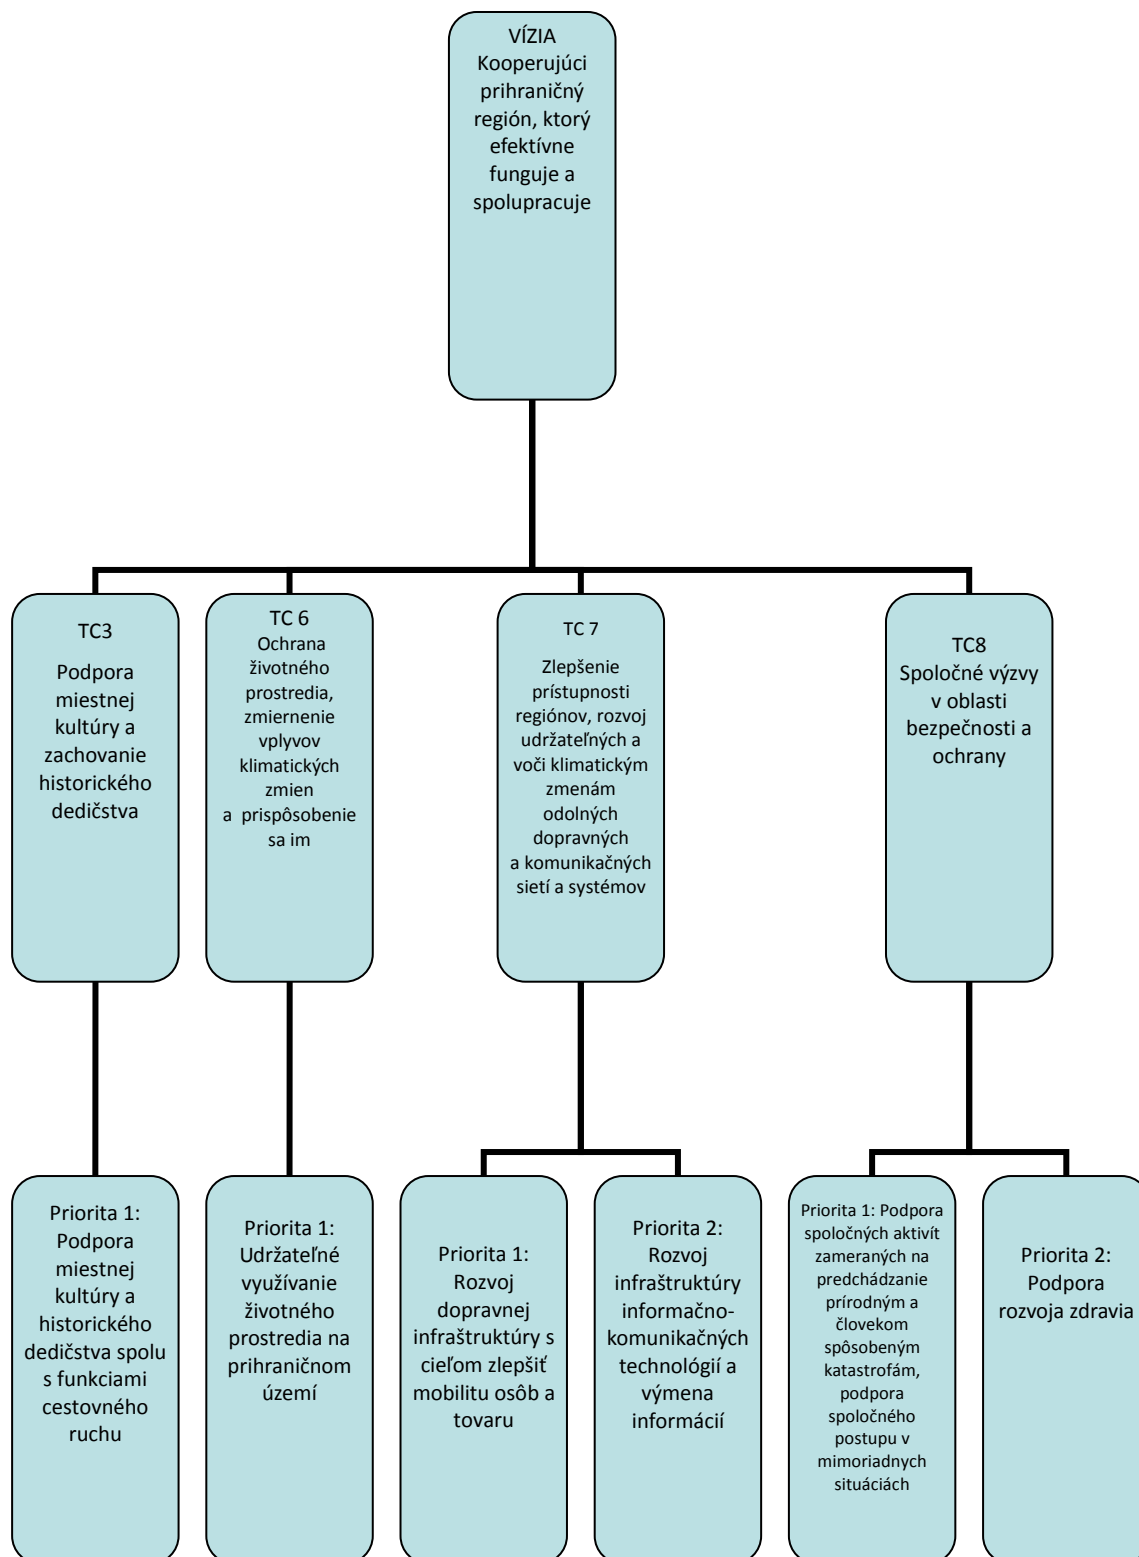 VÍZIA
Kooperujúci
prihraničný
región, ktorý
efektívne
funguje a
spolupracuje
TC3
Podpora
miestnej
kultúry a
zachovanie
historického
dedičstva
TC 6
Ochrana
životného
prostredia,
zmiernenie
vplyvov
klimatických
zmien
a prispôsobenie
sa im
TC 7
Zlepšenie
prístupnosti
regiónov, rozvoj
udržateľných a
voči klimatickým
zmenám
odolných
dopravných
a komunikačných
sietí a systémov
TC8
Spoločné výzvy
v oblasti
bezpečnosti a
ochrany
Priorita 1:
Podpora
miestnej
kultúry a
historického
dedičstva spolu
s funkciami
cestovného
ruchu
Priorita 1:
Udržateľné
využívanie
životného
prostredia na
prihraničnom
území
Priorita 1:
Rozvoj
dopravnej
infraštruktúry s
cieľom zlepšiť
mobilitu osôb a
tovaru
Priorita 2:
Rozvoj
infraštruktúry
informačno-
komunikačných
technológií a
výmena
informácií
Priorita 1: Podpora
spoločných aktivít
zameraných na
predchádzanie
prírodným a
človekom
spôsobeným
katastrofám,
podpora
spoločného
postupu v
mimoriadnych
situáciách
Priorita 2:
Podpora
rozvoja zdravia